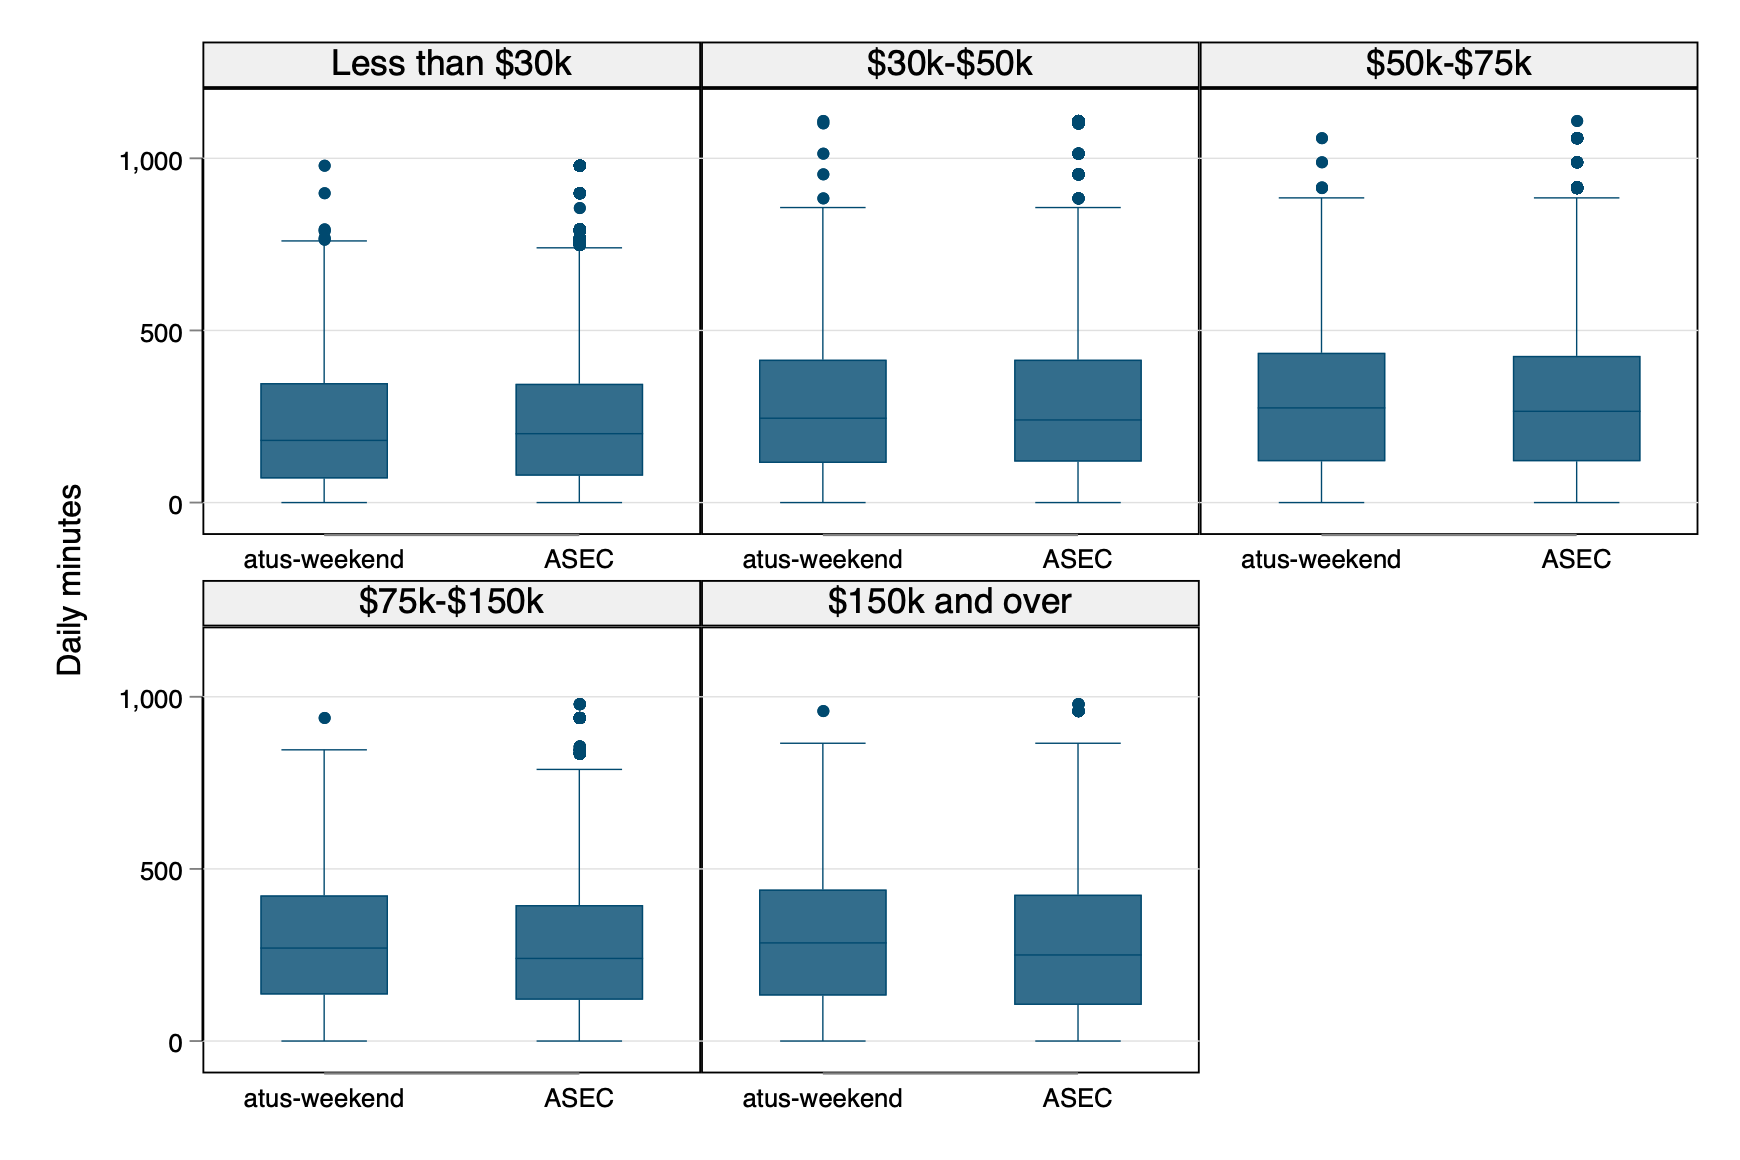 Daily minutes
Less than $30k
$30k-$50k
$50k-$75k
1,000
500
0
atus-weekend
ASEC
atus-weekend
ASEC
atus-weekend
ASEC
$75k-$150k
$150k and over
1,000
500
0
atus-weekend
ASEC
atus-weekend
ASEC